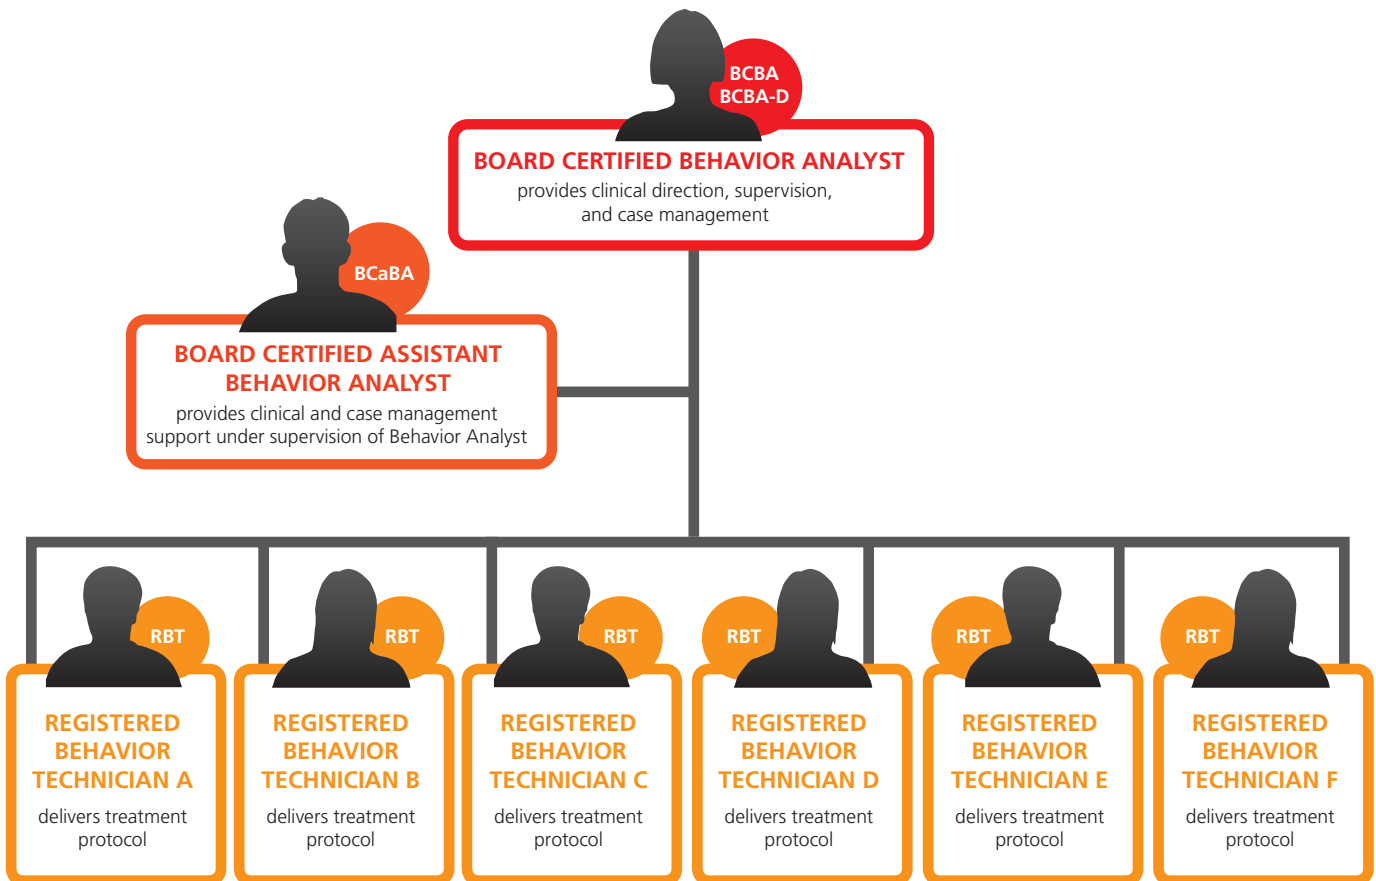 BCBA
BCBA-D
BOARD CERTIFIED BEHAVIOR ANALYST
provides clinical direction, supervision,
and case management
BCaBA
BOARD CERTIFIED ASSISTANT
BEHAVIOR ANALYST
provides clinical and case management
support under supervision of Behavior Analyst
RBT
REGISTERED
BEHAVIOR
TECHNICIAN A
delivers treatment
protocol
RBT
REGISTERED
BEHAVIOR
TECHNICIAN B
delivers treatment
protocol
RBT
REGISTERED
BEHAVIOR
TECHNICIAN C
delivers treatment
protocol
RBT
REGISTERED
BEHAVIOR
TECHNICIAN D
delivers treatment
protocol
RBT
REGISTERED
BEHAVIOR
TECHNICIAN E
delivers treatment
protocol
RBT
REGISTERED
BEHAVIOR
TECHNICIAN F
delivers treatment
protocol